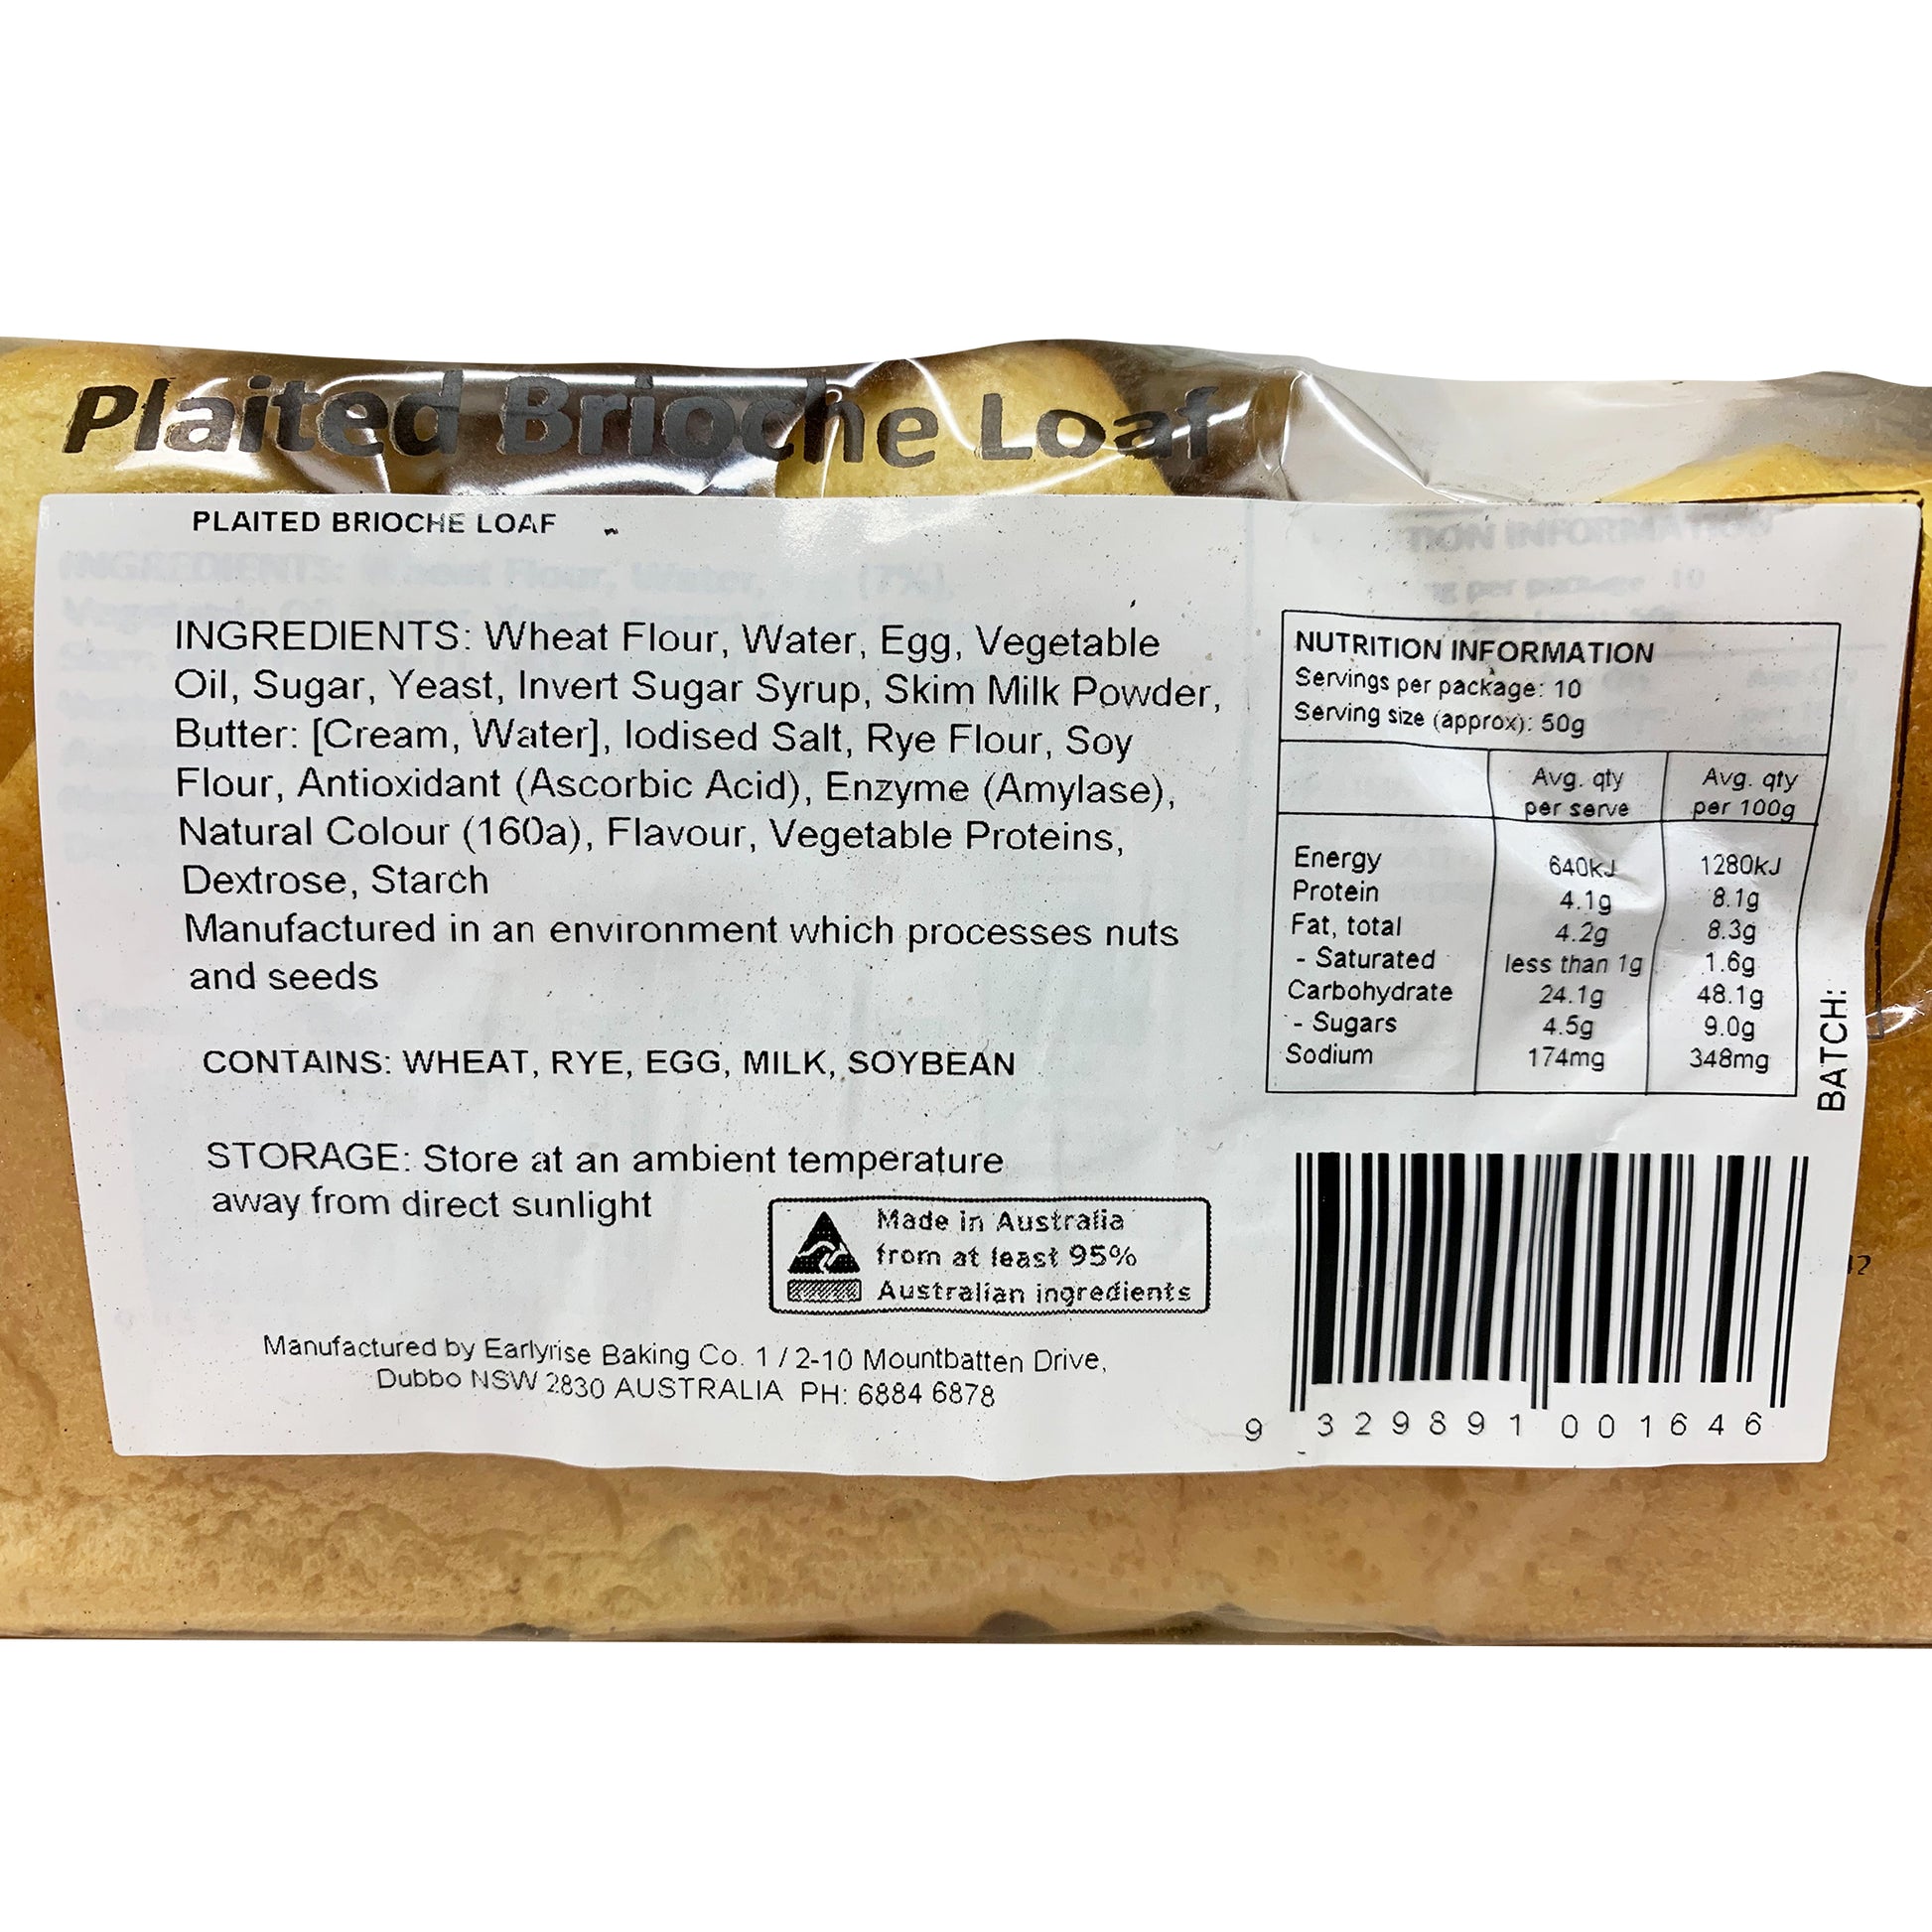 Plaited Brioche Loaf
PLAITED BRIOCHE LOAF
INGREDIENTS: Wheat Flour, Water, Egg, Vegetable
Oil, Sugar, Yeast, Invert Sugar Syrup, Skim Milk Powder,
Butter: [Cream, Water], Iodised Salt, Rye Flour, Soy
Flour, Antioxidant (Ascorbic Acid), Enzyme (Amylase),
Natural Colour (160a), Flavour, Vegetable Proteins,
Dextrose, Starch
Manufactured in an environment which processes nuts
and seeds
CONTAINS: WHEAT, RYE, EGG, MILK, SOYBEAN
STORAGE: Store at an ambient temperature
away from direct sunlight
Made in Australia
from at least 95%
Australian ingredients
Manufactured by Earlyrise Baking Co. 1 / 2-10 Mountbatten Drive,
Dubbo NSW 2830 AUSTRALIA PH: 6884 6878
NUTRITION INFORMATION
Servings per package: 10
Serving size (approx): 50g
Avg. qty Avg. qty
per serve per 100g
Energy 640kJ 1280kJ
Protein 4.1g 8.1g
Fat, total 4.2g 8.3g
- Saturated less than 1g 1.6g
Carbohydrate 24.1g 48.1g
- Sugars 4.5g 9.0g
Sodium 174mg 348mg
BATCH:
9 329891 001646